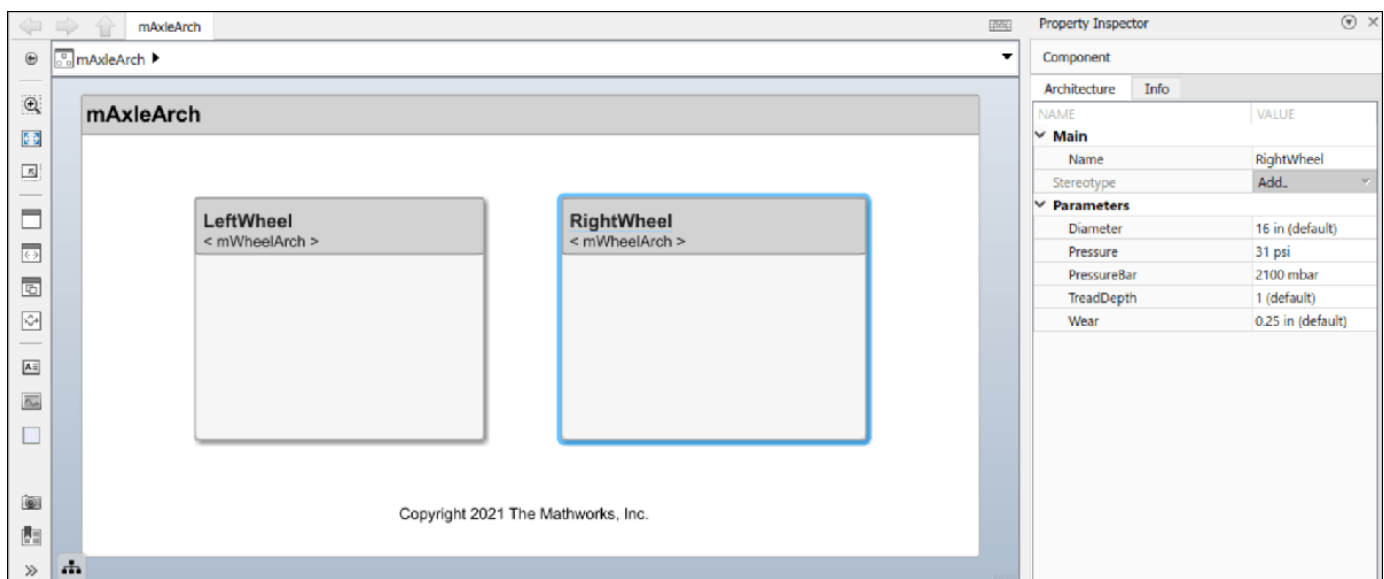 mAxleArch
Property Inspector
mAxleArch
Component
Architecture Info
NAME VALUE
Main
Name RightWheel
Stereotype Add..
Parameters
Diameter 16 in (default)
Pressure 31 psi
PressureBar 2100 mbar
TreadDepth 1 (default)
Wear 0.25 in (default)
mAxleArch
LeftWheel
< mWheelArch >
RightWheel
< mWheelArch >
Copyright 2021 The Mathworks, Inc.